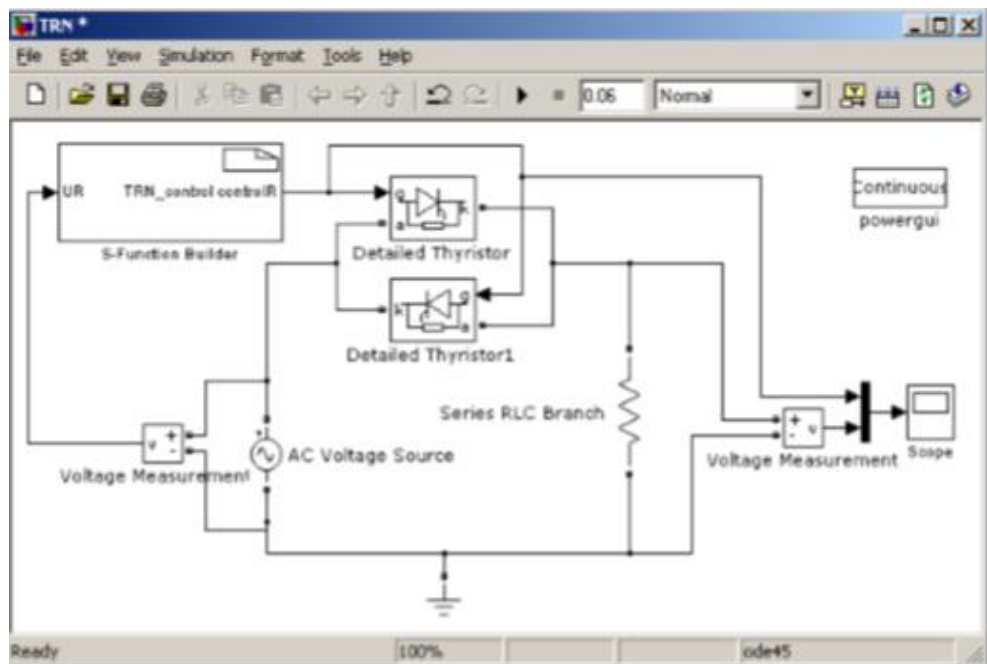 TRN *
File Edit View Simulation Format Tools Help
0.06 Normal
UR TRN_control controlR
S-Function Builder
g k
a
Detailed Thyristor
k g
a
Detailed Thyristor1
Continuous
powergui
Series RLC Branch
v + -
Voltage Measurement
+
AC Voltage Source
+ - v
Voltage Measurement
Scope
Ready 100% ode45